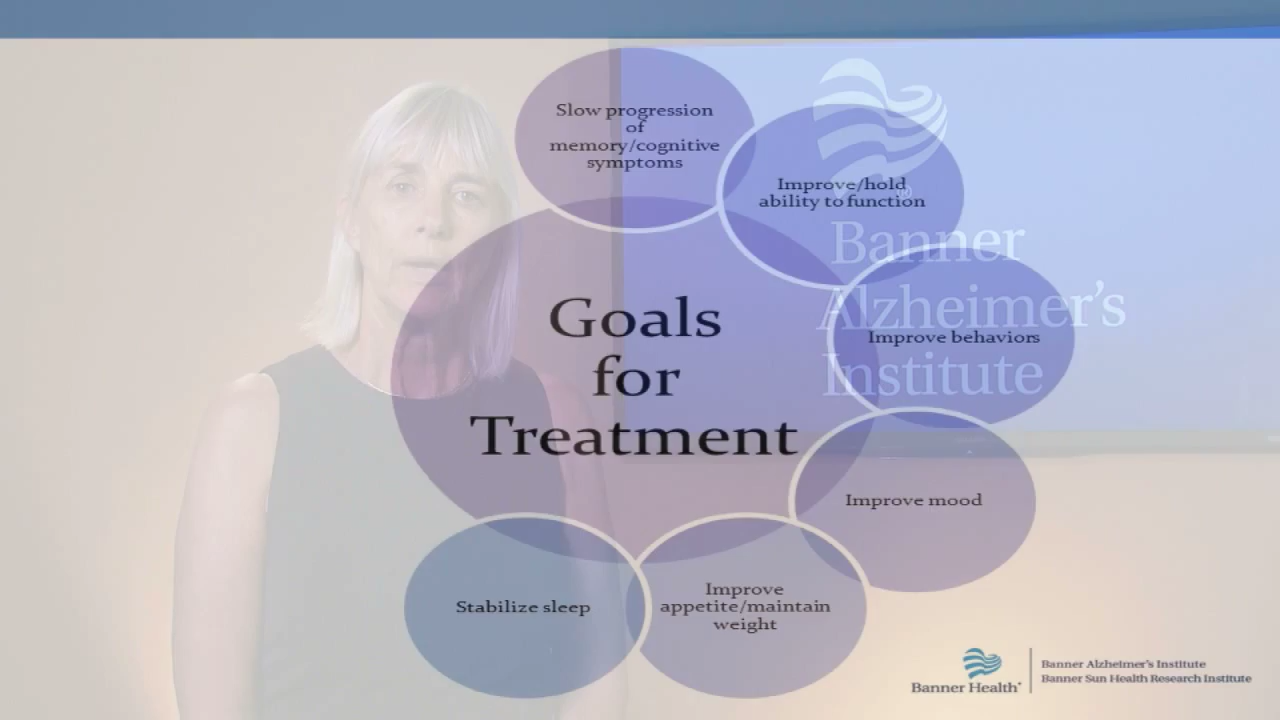 Slow progression
of
memory/cognitive
symptoms
Improve/hold
ability to function
®
Banner
Alzheimer's
Institute
Improve behaviors
Goals
for
Treatment
Improve mood
Improve
appetite/maintain
weight
Stabilize sleep
Banner Health®
Banner Alzheimer's Institute
Banner Sun Health Research Institute